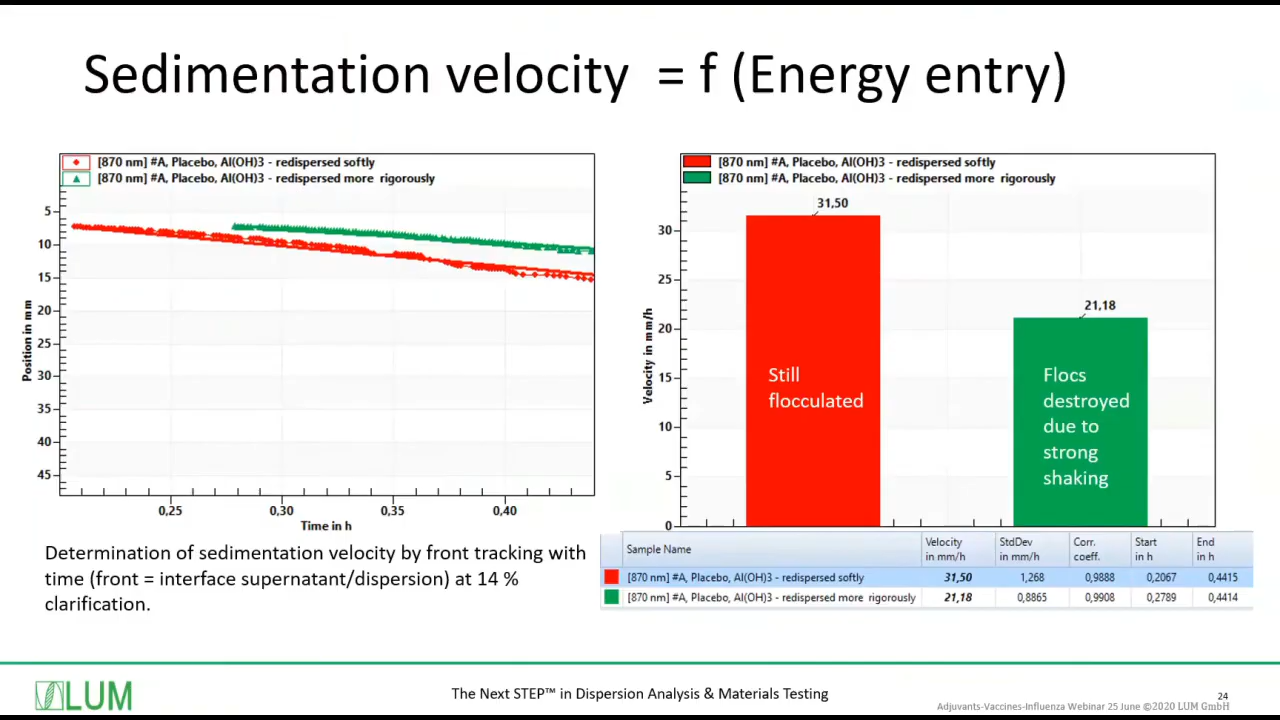 Sedimentation velocity = f (Energy entry)
[870 nm] #A, Placebo, Al(OH)3 - redispersed softly
[870 nm] #A, Placebo, Al(OH)3 - redispersed more rigorously
5
10
15
20
25
30
35
40
45
Position in mm
0,25
0,30
0,35
0,40
Time in h
[870 nm] #A, Placebo, Al(OH)3 - redispersed softly
[870 nm] #A, Placebo, Al(OH)3 - redispersed more rigorously
31,50
21,18
30
25
20
15
10
5
0
Velocity in mm/h
Still
flocculated
Flocs
destroyed
due to
strong
shaking
Determination of sedimentation velocity by front tracking with
time (front = interface supernatant/dispersion) at 14 %
clarification.
Sample Name Velocity in mm/h StdDev in mm/h Corr. coeff. Start in h End in h
[870 nm] #A, Placebo, Al(OH)3 - redispersed softly 31,50 1,268 0,9888 0,2067 0,4415
[870 nm] #A, Placebo, Al(OH)3 - redispersed more rigorously 21,18 0,8865 0,9908 0,2789 0,4414
LUM
The Next STEP™ in Dispersion Analysis & Materials Testing
24
Adjuvants-Vaccines-Influenza Webinar 25 June ©2020 LUM GmbH